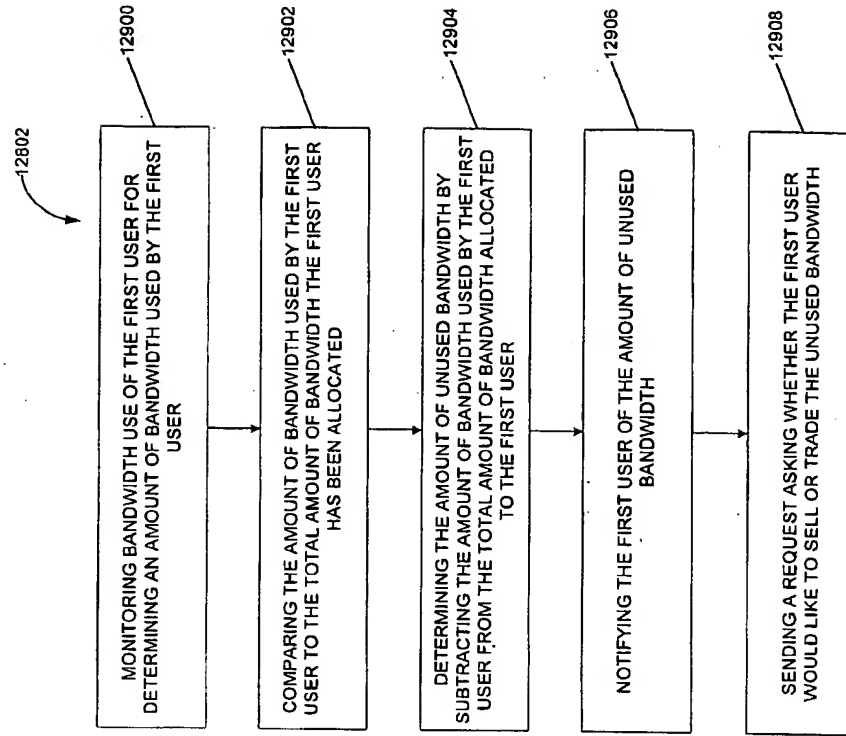 12802
MONITORING BANDWIDTH USE OF THE FIRST USER FOR
DETERMINING AN AMOUNT OF BANDWIDTH USED BY THE FIRST
USER
12900
COMPARING THE AMOUNT OF BANDWIDTH USED BY THE FIRST
USER TO THE TOTAL AMOUNT OF BANDWIDTH THE FIRST USER
HAS BEEN ALLOCATED
12902
DETERMINING THE AMOUNT OF UNUSED BANDWIDTH BY
SUBTRACTING THE AMOUNT OF BANDWIDTH USED BY THE FIRST
USER FROM THE TOTAL AMOUNT OF BANDWIDTH ALLOCATED
TO THE FIRST USER
12904
NOTIFYING THE FIRST USER OF THE AMOUNT OF UNUSED
BANDWIDTH
12906
SENDING A REQUEST ASKING WHETHER THE FIRST USER
WOULD LIKE TO SELL OR TRADE THE UNUSED BANDWIDTH
12908